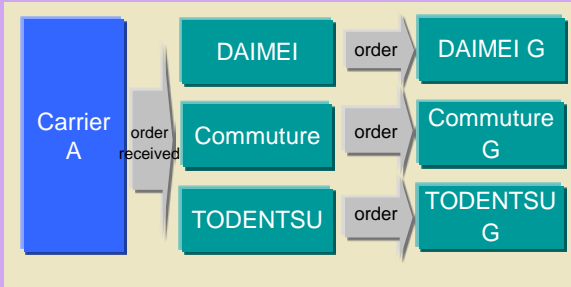 Carrier
A
order
received
DAIMEI
order
DAIMEI G
Commuture
order
Commuture
G
TODENTSU
order
TODENTSU
G